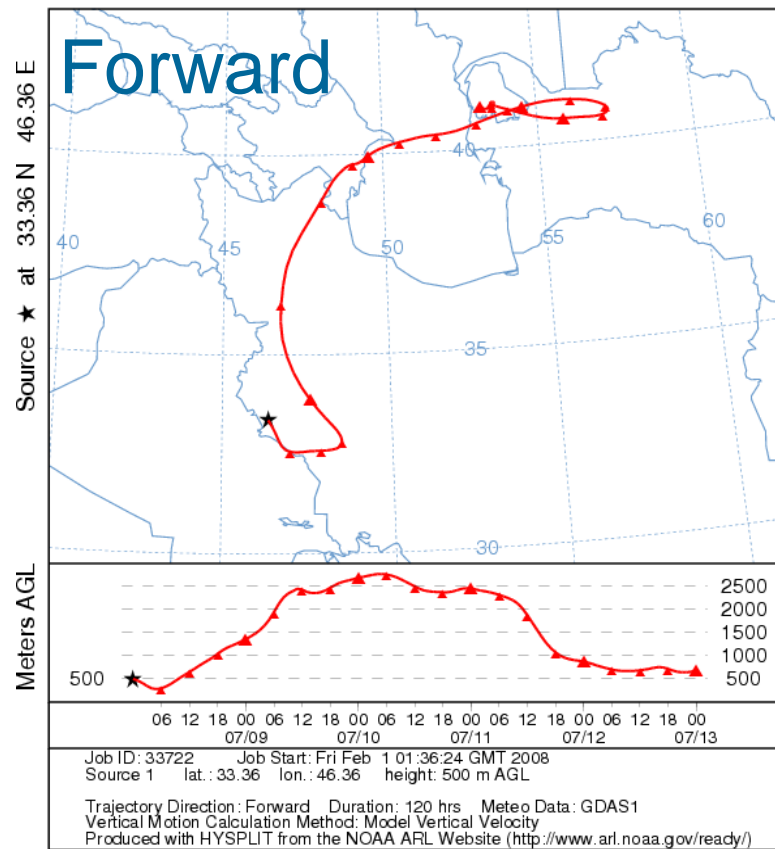 Forward
Source ★ at 33.36 N 46.36 E
40
45
50
55
60
40
35
30
Meters AGL
500
2500
2000
1500
1000
500
06 12 18 00 06 12 18 00 06 12 18 00 06 12 18 00 06 12 18 00
07/09 07/10 07/11 07/12 07/13
Job ID: 33722 Job Start: Fri Feb 1 01:36:24 GMT 2008
Source 1 lat.: 33.36 lon.: 46.36 height: 500 m AGL
Trajectory Direction: Forward Duration: 120 hrs Meteo Data: GDAS1
Vertical Motion Calculation Method: Model Vertical Velocity
Produced with HYSPLIT from the NOAA ARL Website (http://www.arl.noaa.gov/ready/)